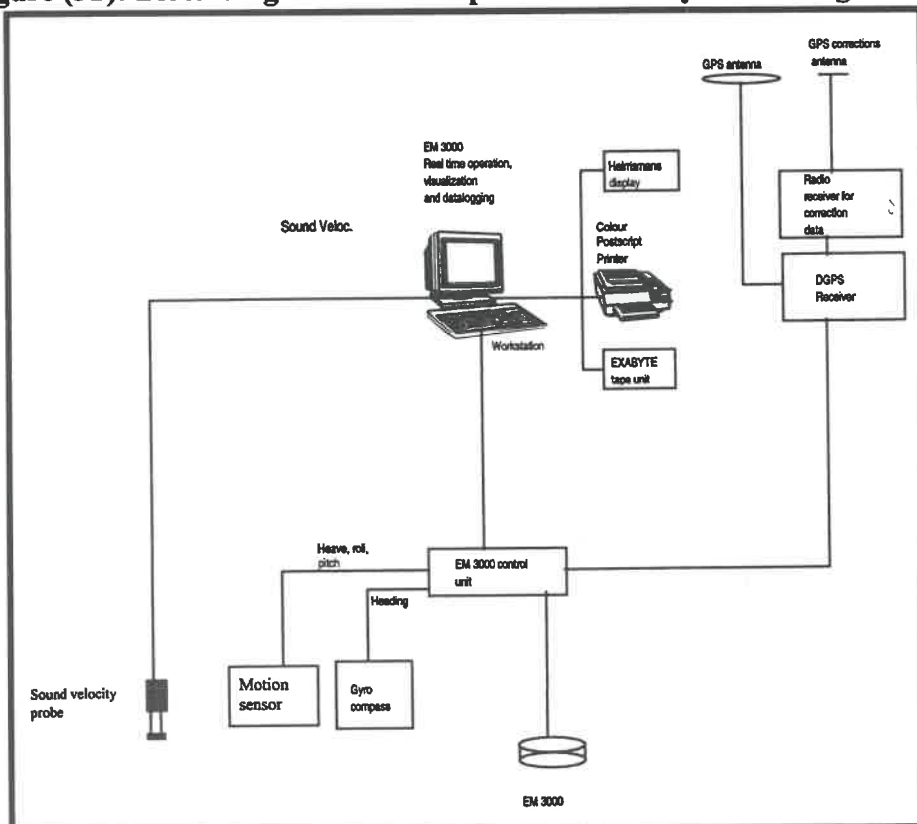 GPS antenna
GPS corrections
antenna
EM 3000
Real time operation,
visualization
and datalogging
Helmsmans
display
Radio
receiver for
correction
data
Sound Veloc.
Colour
Postscript
Printer
DGPS
Receiver
Workstation
EXABYTE
tape unit
Heave, roll,
pitch
EM 3000 control
unit
Heading
Sound velocity
probe
Motion
sensor
Gyro
compass
EM 3000